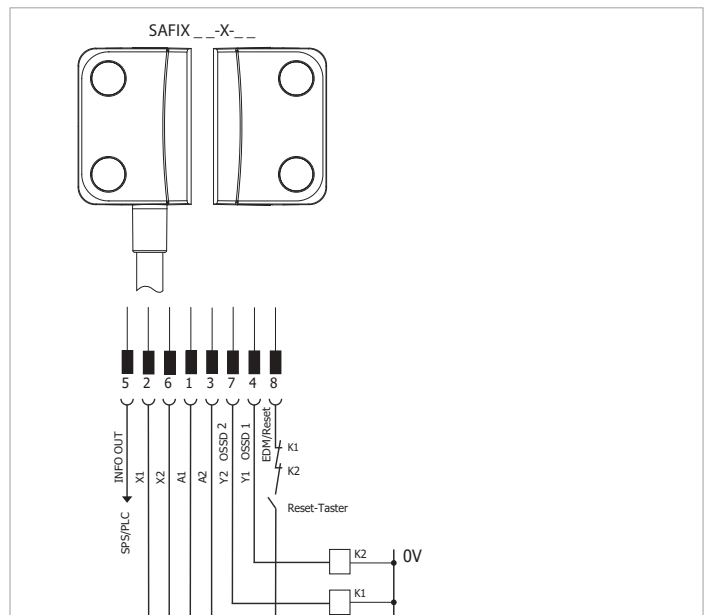 SAFIX _ _-X-_ _
5 2 6 1 3 7 4 8
INFO OUT
SPS/PLC
X1
X2
A1
A2
Y2 OSSD 2
Y1 OSSD 1
EDM/Reset
K1
K2
Reset-Taster
K2 0V
K1